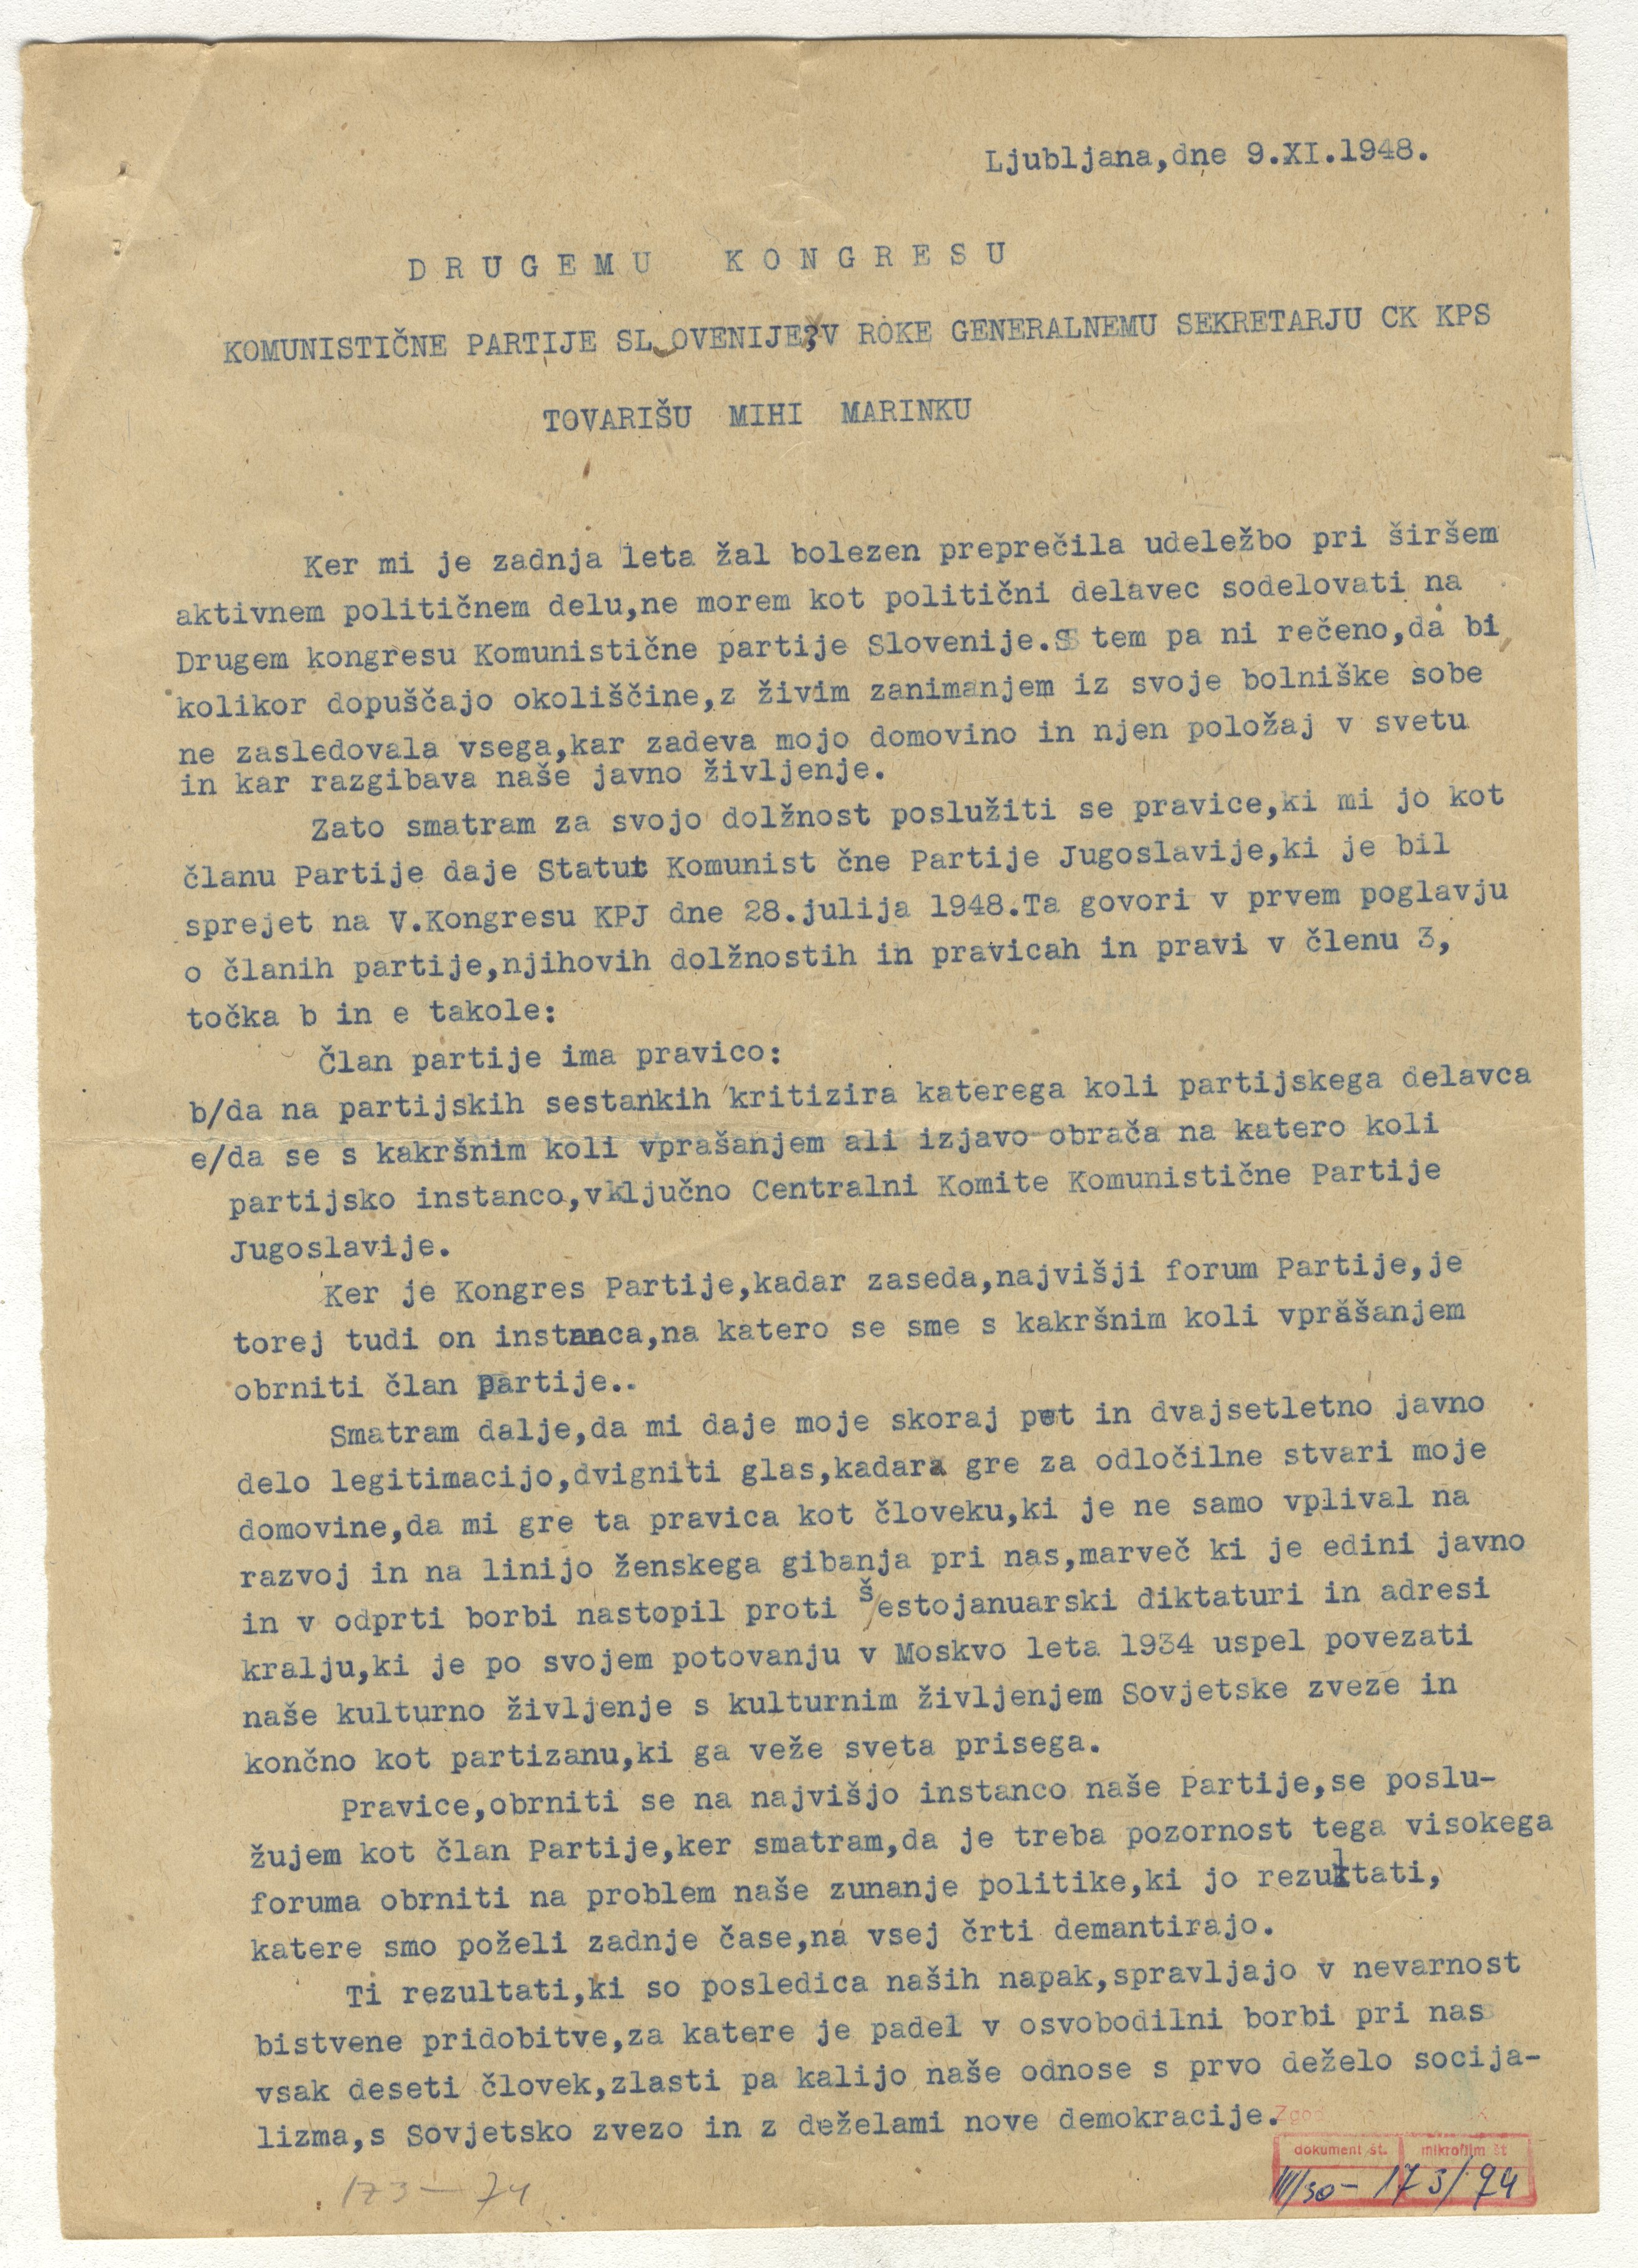 Ljubljana,dne 9.XI.1948.
DRUGEMU KONGRESU
KOMUNISTIČNE PARTIJE SLOVENIJE,V ROKE GENERALNEMU SEKRETARJU CK KPS
TOVARIŠU MIHI MARINKU
Ker mi je zadnja leta žal bolezen preprečila udeležbo pri širšem
aktivnem političnem delu,ne morem kot politični delavec sodelovati na
Drugem kongresu Komunistične partije Slovenije.S tem pa ni rečeno,da bi,
kolikor dopuščajo okoliščine,z živim zanimanjem iz svoje bolniške sobe
ne zasledovala vsega,kar zadeva mojo domovino in njen položaj v svetu
in kar razgibava naše javno življenje.
Zato smatram za svojo dolžnost poslužiti se pravice,ki mi jo kot
članu Partije daje Statut Komunist čne Partije Jugoslavije,ki je bil
sprejet na V.Kongresu KPJ dne 28.julija 1948.Ta govori v prvem poglavju
o članih partije,njihovih dolžnostih in pravicah in pravi v členu 3,
točka b in e takole:
Član partije ima pravico:
b/da na partijskih sestankih kritizira katerega koli partijskega delavca
e/da se s kakršnim koli vprašanjem ali izjavo obrača na katero koli
partijsko instanco,vključno Centralni Komite Komunistične Partije
Jugoslavije.
Ker je Kongres Partije,kadar zaseda,najvišji forum Partije,je
torej tudi on instanca,na katero se sme s kakršnim koli vprašanjem
obrniti član partije..
Smatram dalje,da mi daje moje skoraj pet in dvajsetletno javno
delo legitimacijo,dvigniti glas,kadar gre za odločilne stvari moje
domovine,da mi gre ta pravica kot človeku,ki je ne samo vplival na
razvoj in na linijo ženskega gibanja pri nas,marveč ki je edini javno
in v odprti borbi nastopil proti šestojanuarski diktaturi in adresi
kralju,ki je po svojem potovanju v Moskvo leta 1934 uspel povezati
naše kulturno življenje s kulturnim življenjem Sovjetske zveze in
končno kot partizanu,ki ga veže sveta prisega.
Pravice,obrniti se na najvišjo instanco naše Partije,se poslu-
žujem kot član Partije,ker smatram,da je treba pozornost tega visokega
foruma obrniti na problem naše zunanje politike,ki jo rezultati,
katere smo poželi zadnje čase,na vsej črti demantirajo.
Ti rezultati,ki so posledica naših napak,spravljajo v nevarnost
bistvene pridobitve,za katere je padel v osvobodilni borbi pri nas
vsak deseti človek,zlasti pa kalijo naše odnose s prvo deželo socija-
lizma,s Sovjetsko zvezo in z deželami nove demokracije.
dokument št. mikrofilm št
III/30- 173/74
173-74